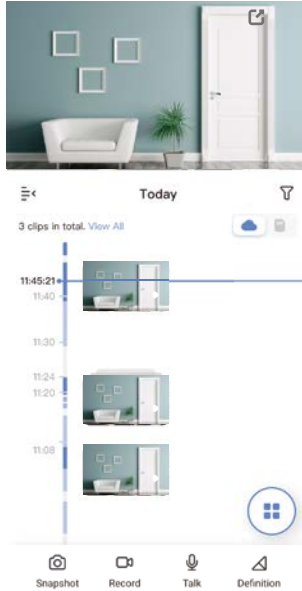 Today
3 clips in total. View All
11:45:21
11:40
11:30
11:24
11:20
11:08
Snapshot Record Talk Definition